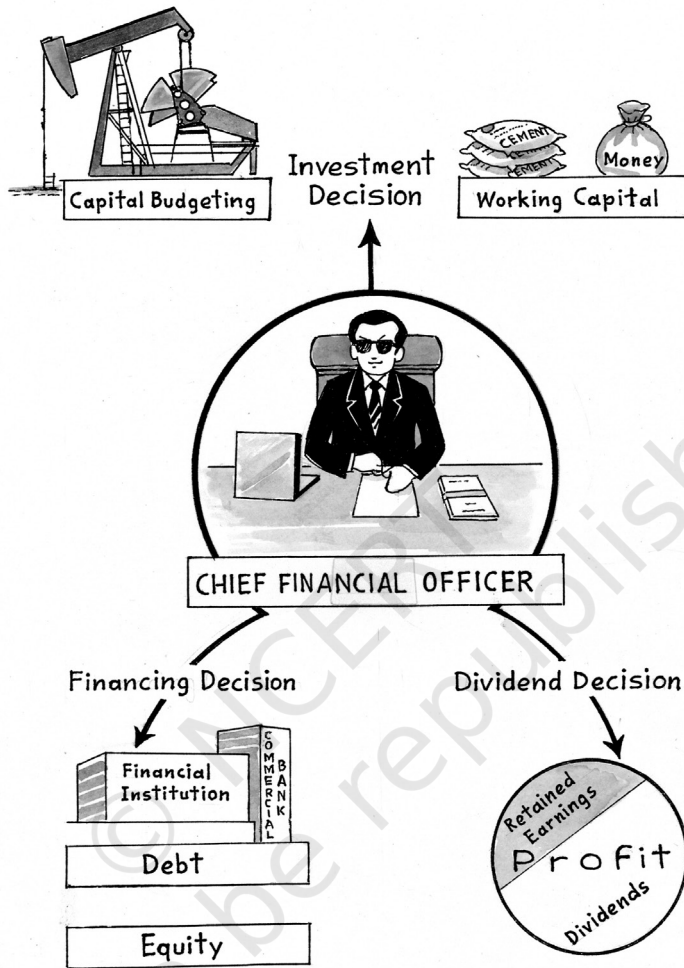 CEMENT
CEMENT
CEMENT
Money
Capital Budgeting
Investment
Decision
Working Capital
CHIEF FINANCIAL OFFICER
Financing Decision
Dividend Decision
Financial
Institution
COMMERCIAL
BANK
Debt
Equity
Retained
Earnings
Profit
Dividends
© NCERT
be republish